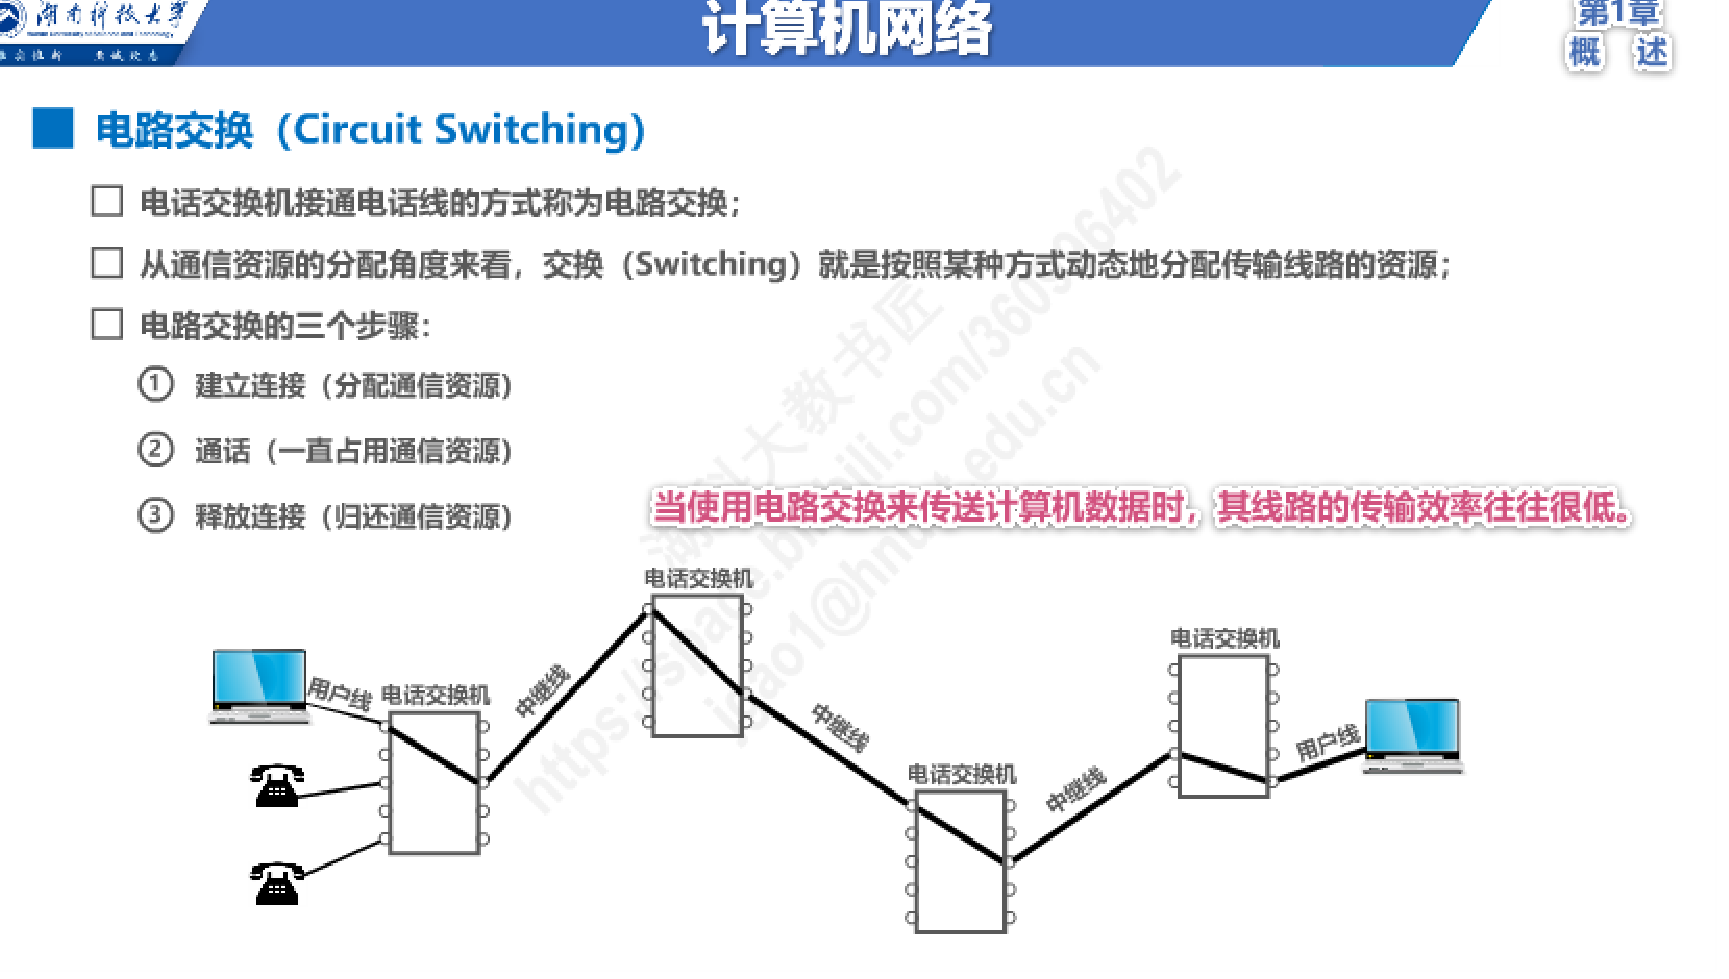 湖南科技大学
计算机网络
第1章
概 述
电路交换（Circuit Switching）
电话交换机接通电话线的方式称为电路交换；
从通信资源的分配角度来看，交换（Switching）就是按照某种方式动态地分配传输线路的资源；
电路交换的三个步骤：
① 建立连接（分配通信资源）
② 通话（一直占用通信资源）
③ 释放连接（归还通信资源）
当使用电路交换来传送计算机数据时，其线路的传输效率往往很低。
湖科大教书匠
https://space.bilibili.com/360996402
电话交换机
电话交换机
用户线
电话交换机
中继线
中继线
用户线
电话交换机
中继线